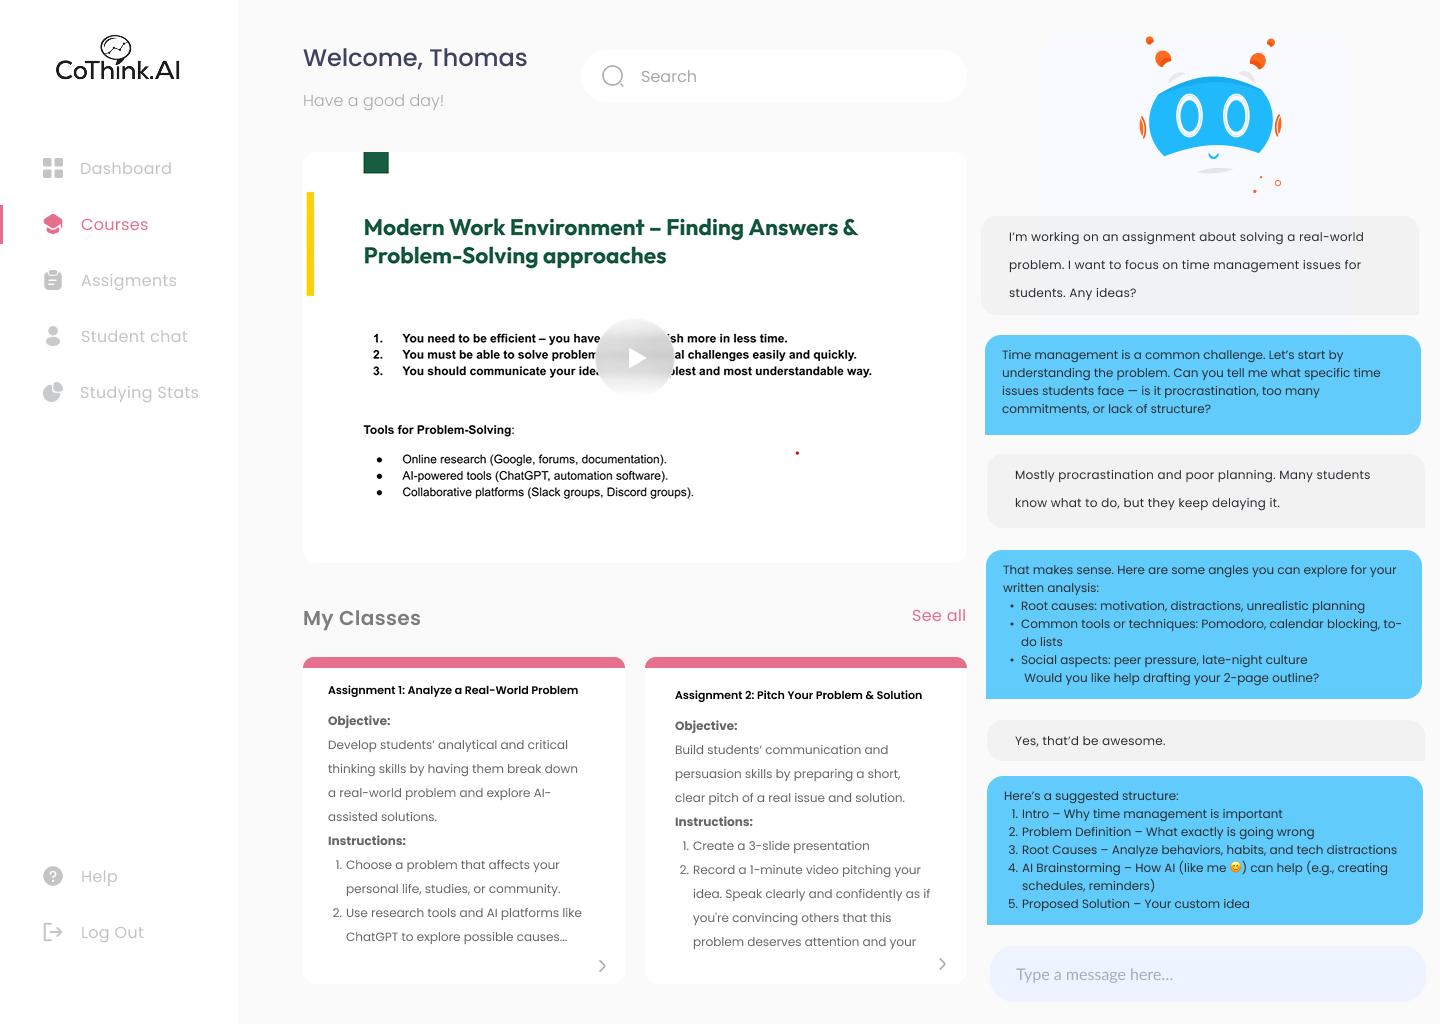 CoThink.AI
Dashboard
Courses
Assigments
Student chat
Studying Stats
Help
Log Out
Welcome, Thomas
Have a good day!
Search
Modern Work Environment – Finding Answers &
Problem-Solving approaches
1. You need to be efficient – you have more in less time.
2. You must be able to solve challenges easily and quickly.
3. You should communicate your and most understandable way.
Tools for Problem-Solving:
● Online research (Google, forums, documentation).
● AI-powered tools (ChatGPT, automation software).
● Collaborative platforms (Slack groups, Discord groups).
My Classes
See all
Assignment 1: Analyze a Real-World Problem
Objective:
Develop students’ analytical and critical
thinking skills by having them break down
a real-world problem and explore AI-
assisted solutions.
Instructions:
1. Choose a problem that affects your
personal life, studies, or community.
2. Use research tools and AI platforms like
ChatGPT to explore possible causes...
Assignment 2: Pitch Your Problem & Solution
Objective:
Build students’ communication and
persuasion skills by preparing a short,
clear pitch of a real issue and solution.
Instructions:
1. Create a 3-slide presentation
2. Record a 1-minute video pitching your
idea. Speak clearly and confidently as if
you're convincing others that this
problem deserves attention and your
I’m working on an assignment about solving a real-world
problem. I want to focus on time management issues for
students. Any ideas?
Time management is a common challenge. Let’s start by
understanding the problem. Can you tell me what specific time
issues students face — is it procrastination, too many
commitments, or lack of structure?
Mostly procrastination and poor planning. Many students
know what to do, but they keep delaying it.
That makes sense. Here are some angles you can explore for your
written analysis:
• Root causes: motivation, distractions, unrealistic planning
• Common tools or techniques: Pomodoro, calendar blocking, to-
do lists
• Social aspects: peer pressure, late-night culture
Would you like help drafting your 2-page outline?
Yes, that’d be awesome.
Here’s a suggested structure:
1. Intro – Why time management is important
2. Problem Definition – What exactly is going wrong
3. Root Causes – Analyze behaviors, habits, and tech distractions
4. AI Brainstorming – How AI (like me 😊) can help (e.g., creating
schedules, reminders)
5. Proposed Solution – Your custom idea
Type a message here...